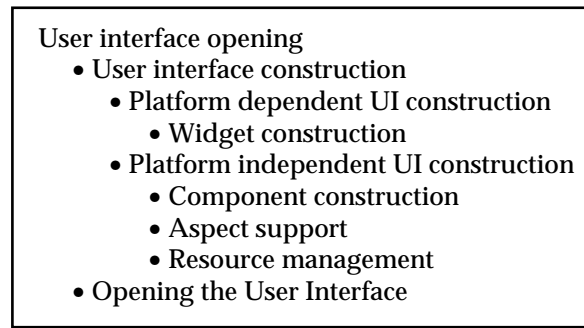 User interface opening
• User interface construction
• Platform dependent UI construction
• Widget construction
• Platform independent UI construction
• Component construction
• Aspect support
• Resource management
• Opening the User Interface